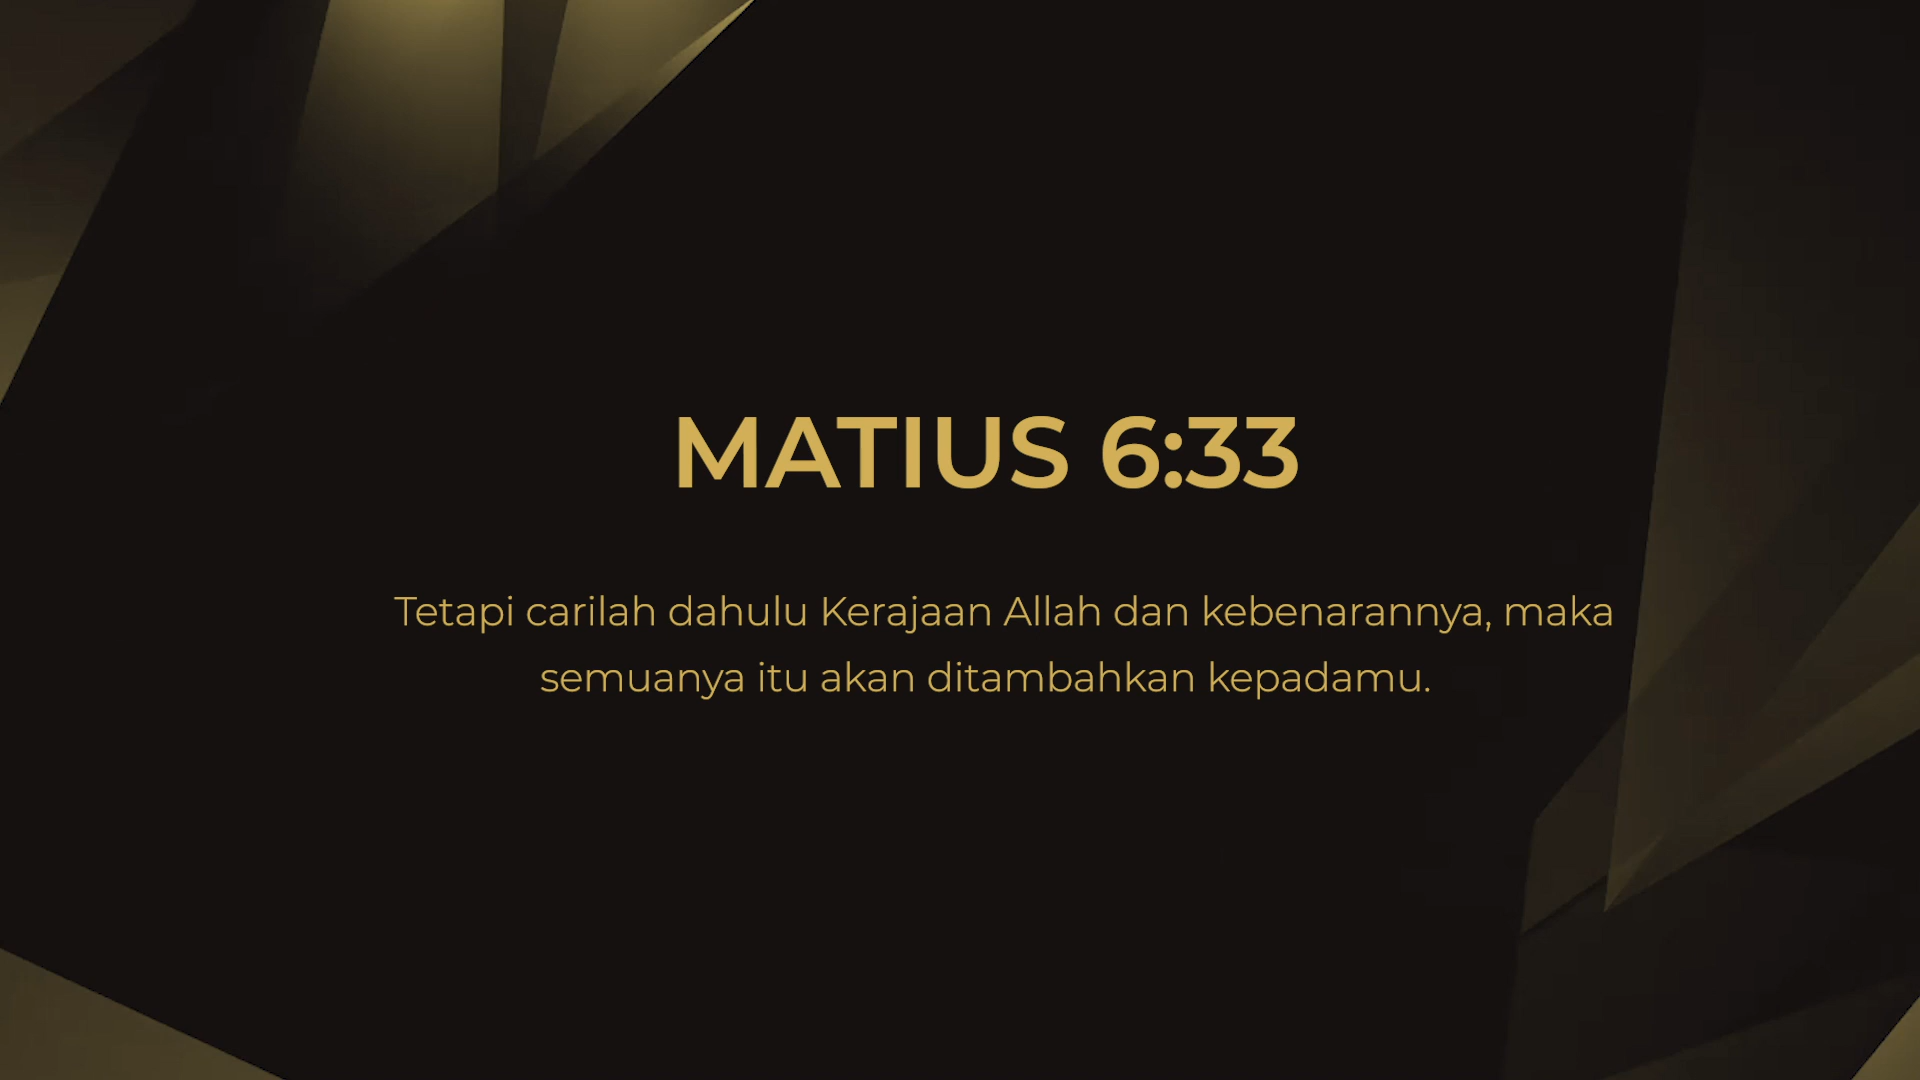 MATIUS 6:33
Tetapi carilah dahulu Kerajaan Allah dan kebenarannya, maka
semuanya itu akan ditambahkan kepadamu.